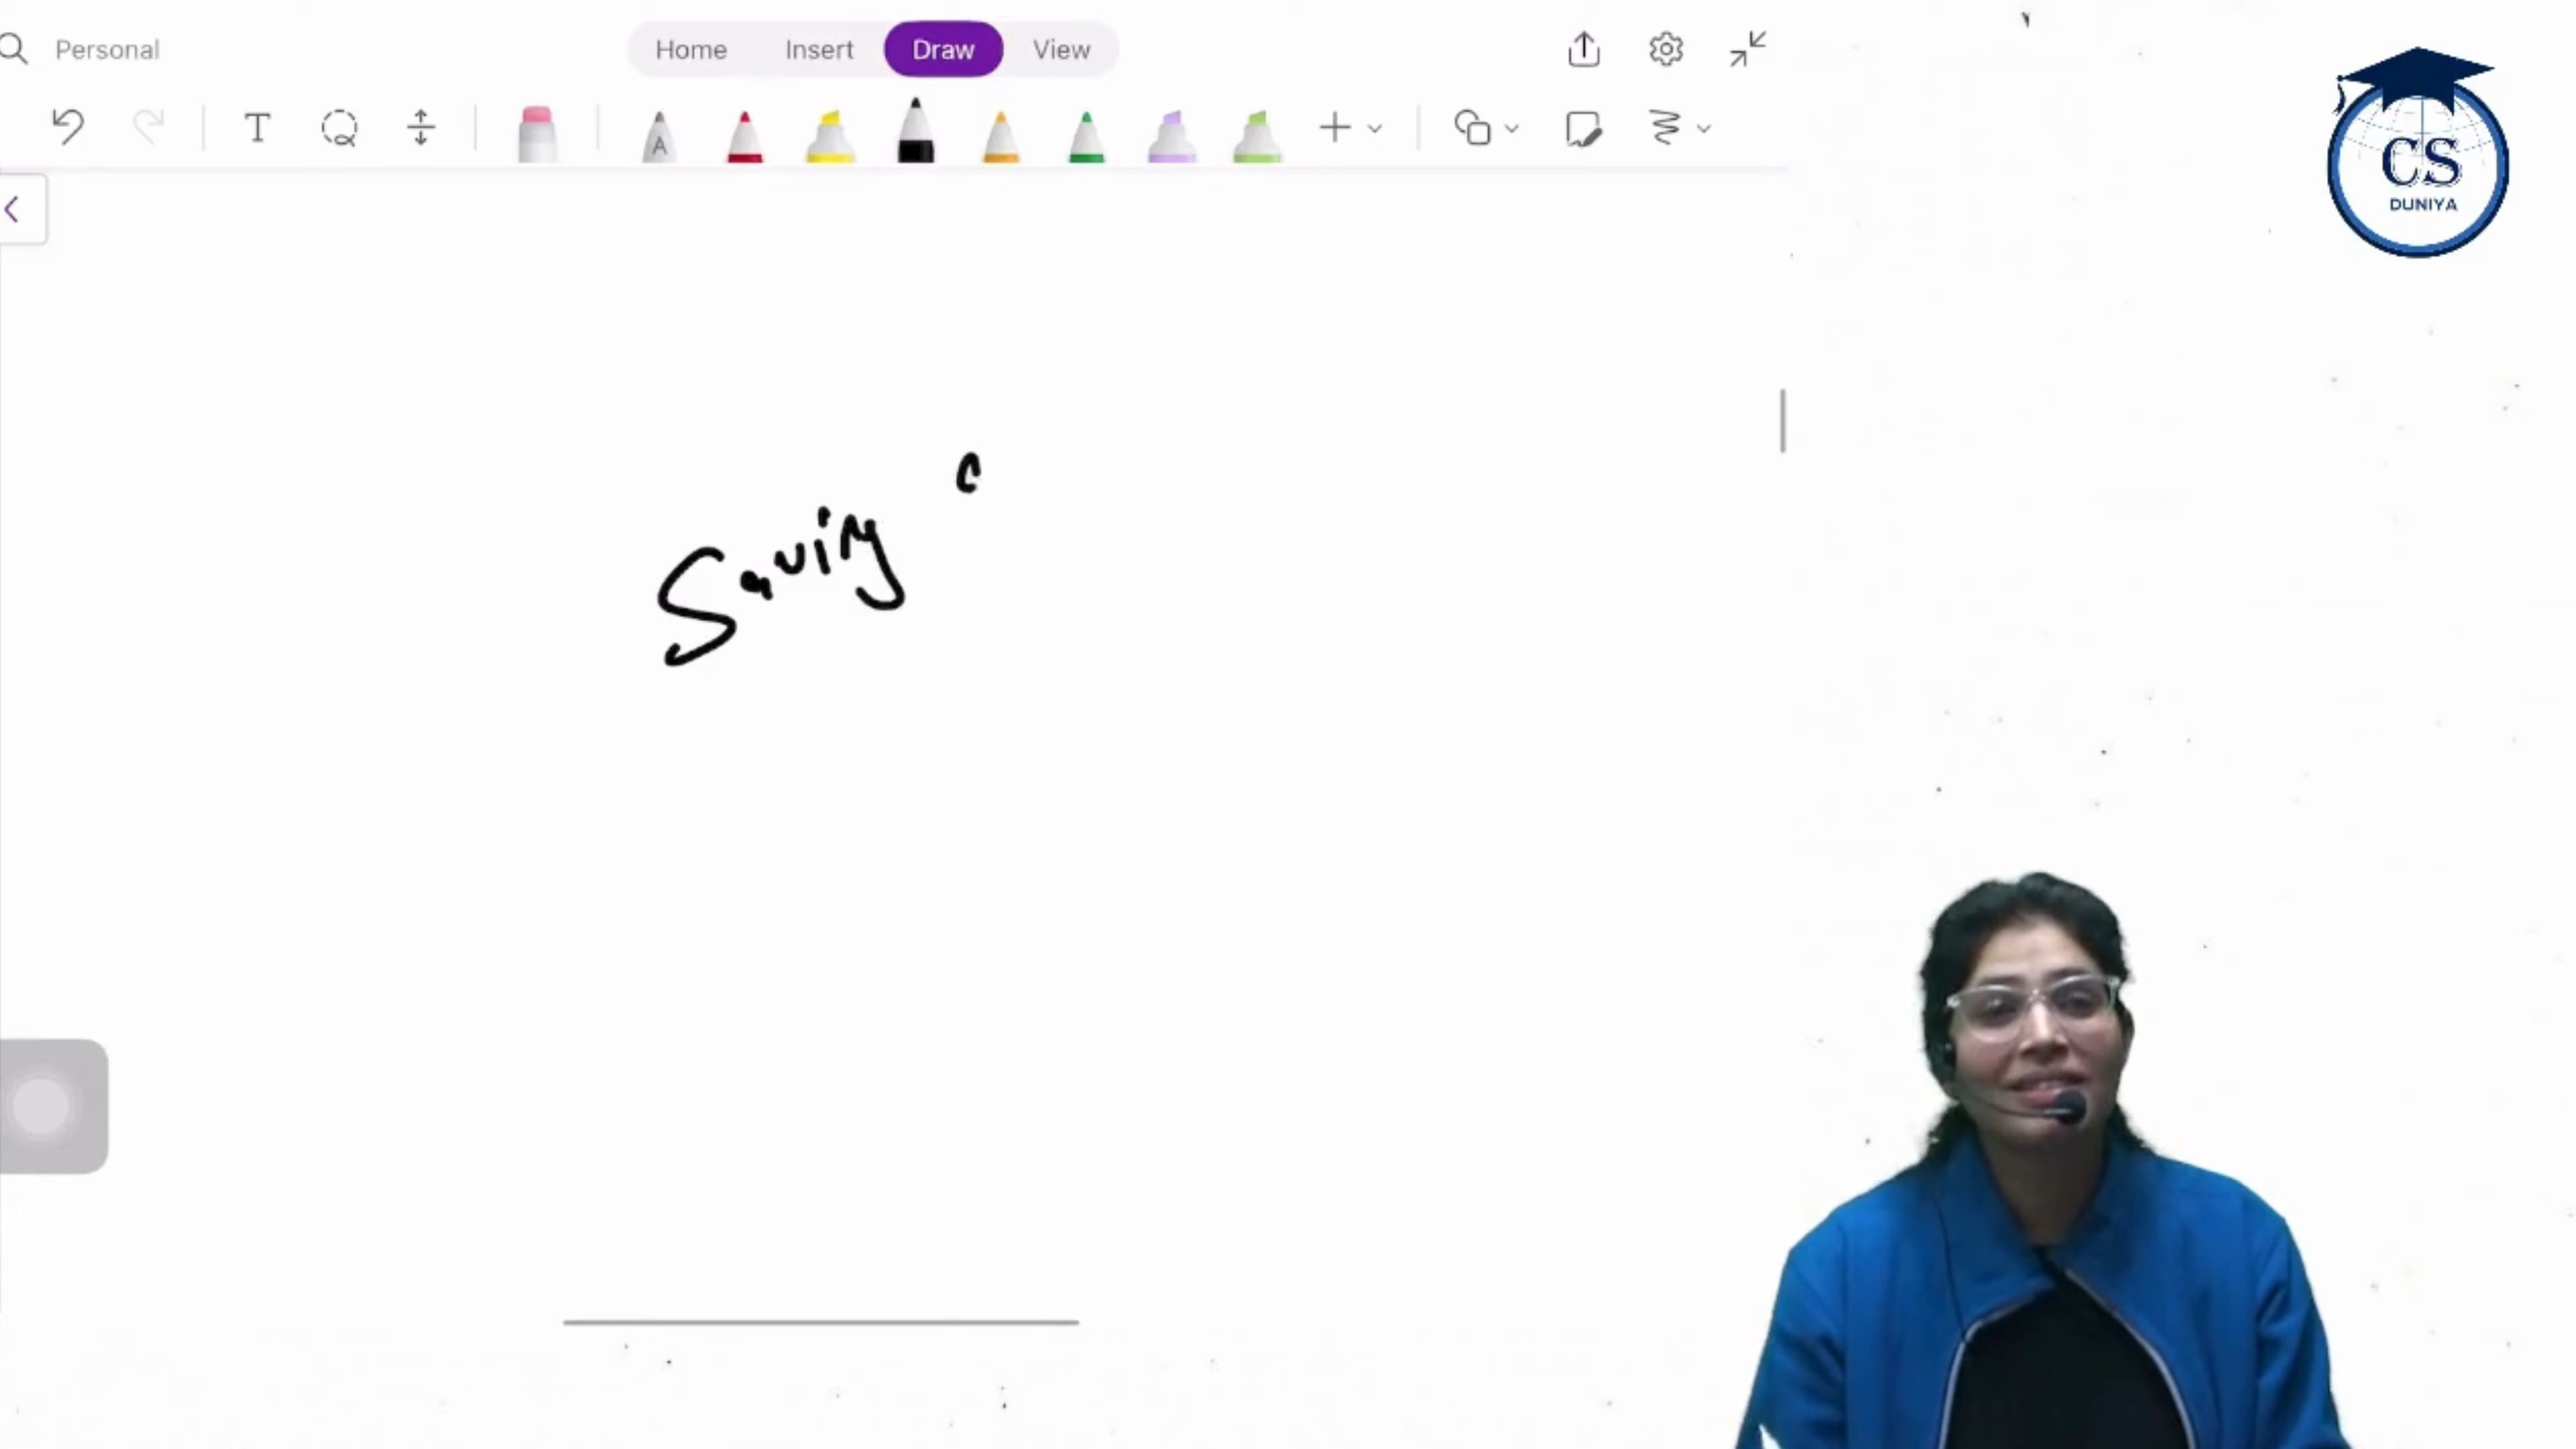 Personal
Home Insert Draw View
T
A
CS
DUNIYA
Saving